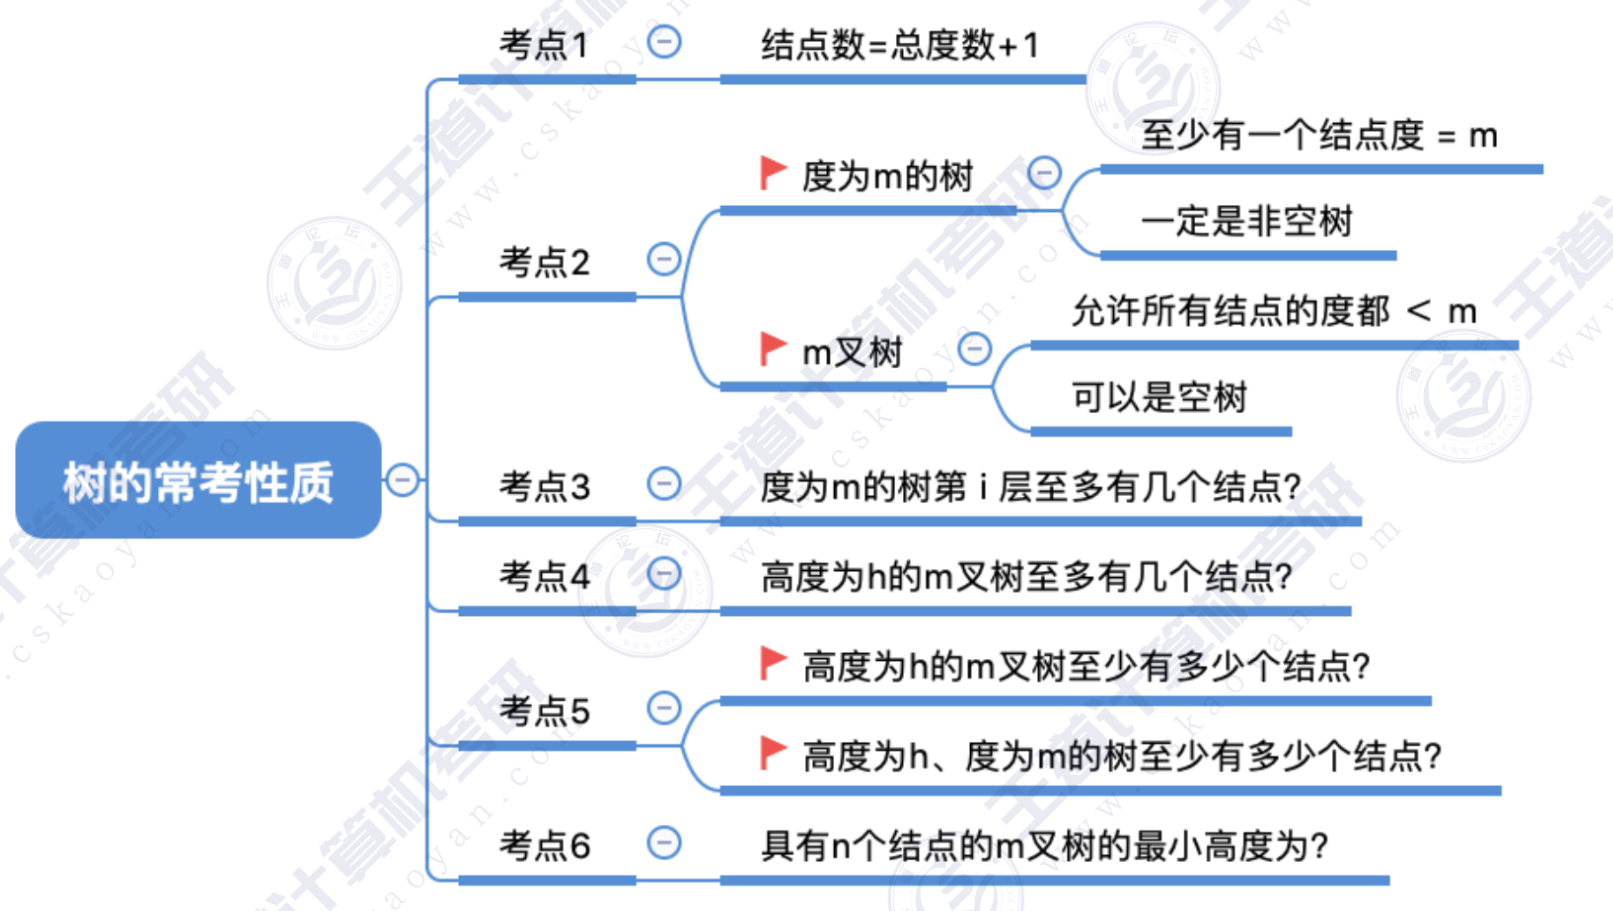 树的常考性质
考点1
结点数=总度数+1
考点2
度为m的树
至少有一个结点度 = m
一定是非空树
m叉树
允许所有结点的度都 ＜ m
可以是空树
考点3
度为m的树第 i 层至多有几个结点?
考点4
高度为h的m叉树至多有几个结点?
考点5
高度为h的m叉树至少有多少个结点?
高度为h、度为m的树至少有多少个结点?
考点6
具有n个结点的m叉树的最小高度为?
王道计算机考研
www.cskaoyan.com